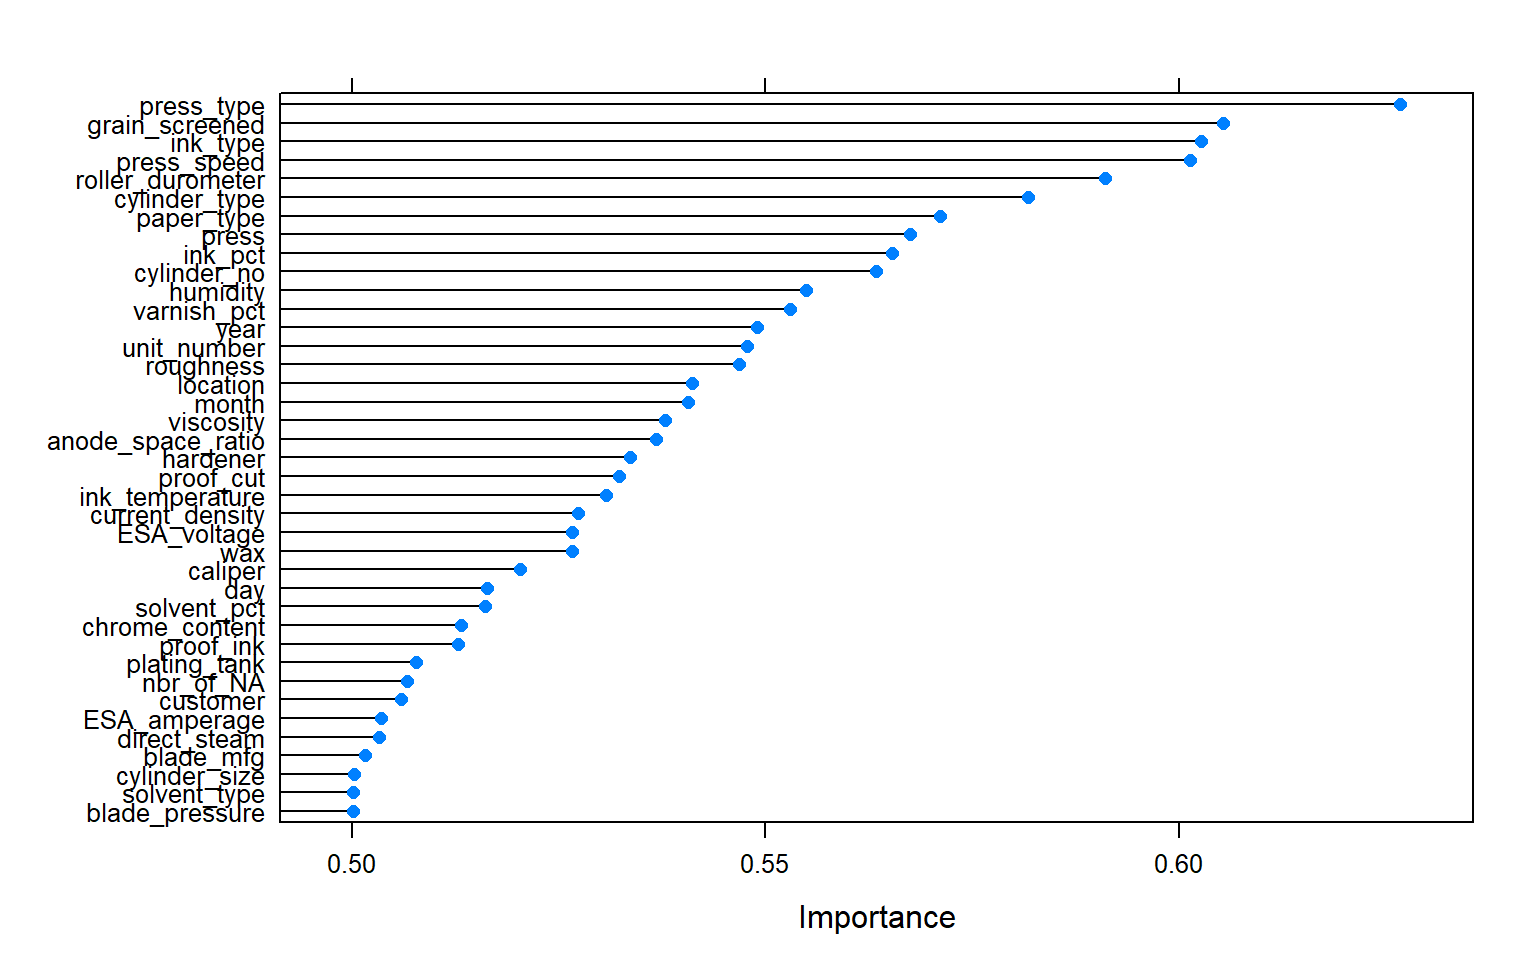 press_type
grain_screened
ink_type
press_speed
roller_durometer
cylinder_type
paper_type
press
ink_pct
cylinder_no
humidity
varnish_pct
year
unit_number
roughness
location
month
viscosity
anode_space_ratio
hardener
proof_cut
ink_temperature
current_density
ESA_voltage
wax
caliper
day
solvent_pct
chrome_content
proof_ink
plating_tank
nbr_of_NA
customer
ESA_amperage
direct_steam
blade_mfg
cylinder_size
solvent_type
blade_pressure
0.50 0.55 0.60
Importance